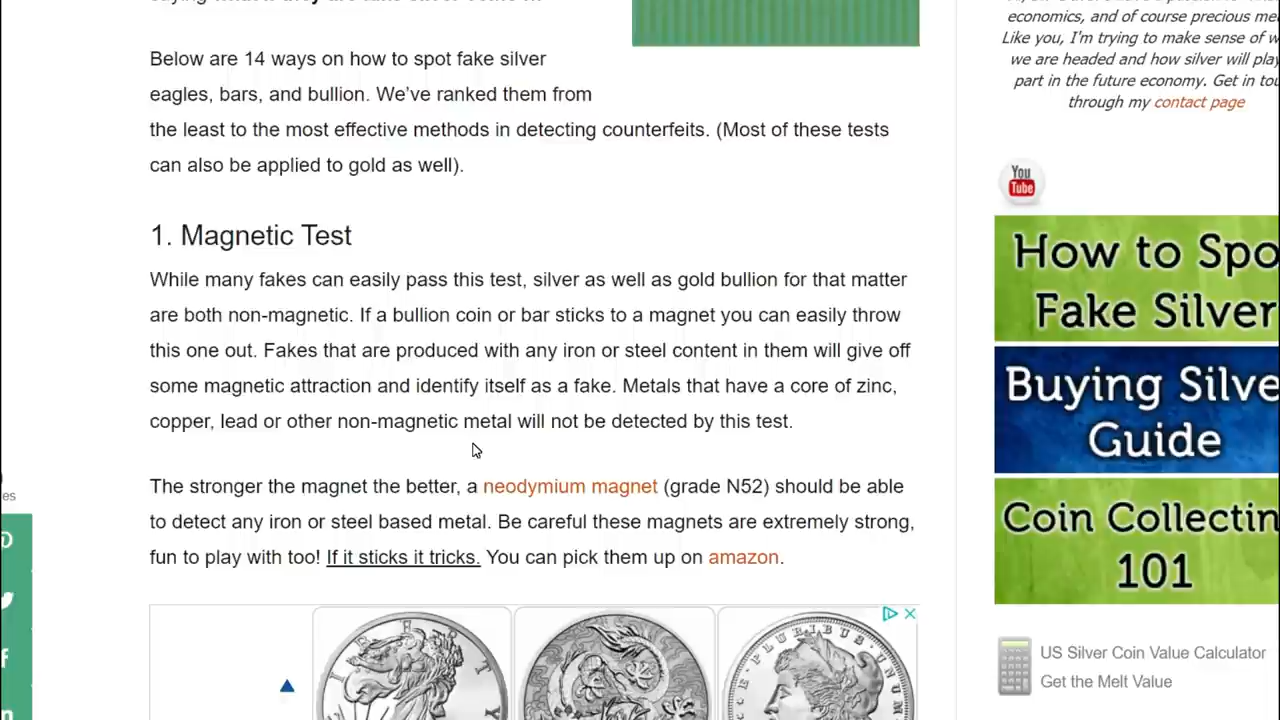 Below are 14 ways on how to spot fake silver
eagles, bars, and bullion. We’ve ranked them from
the least to the most effective methods in detecting counterfeits. (Most of these tests
can also be applied to gold as well).
1. Magnetic Test
While many fakes can easily pass this test, silver as well as gold bullion for that matter
are both non-magnetic. If a bullion coin or bar sticks to a magnet you can easily throw
this one out. Fakes that are produced with any iron or steel content in them will give off
some magnetic attraction and identify itself as a fake. Metals that have a core of zinc,
copper, lead or other non-magnetic metal will not be detected by this test.
The stronger the magnet the better, a neodymium magnet (grade N52) should be able
to detect any iron or steel based metal. Be careful these magnets are extremely strong,
fun to play with too! If it sticks it tricks. You can pick them up on amazon.
PLURIBUS UNUM
es
economics, and of course precious me
Like you, I'm trying to make sense of w
we are headed and how silver will play
part in the future economy. Get in tou
through my contact page
You
Tube
How to Spo
Fake Silver
Buying Silve
Guide
Coin Collectin
101
US Silver Coin Value Calculator
Get the Melt Value